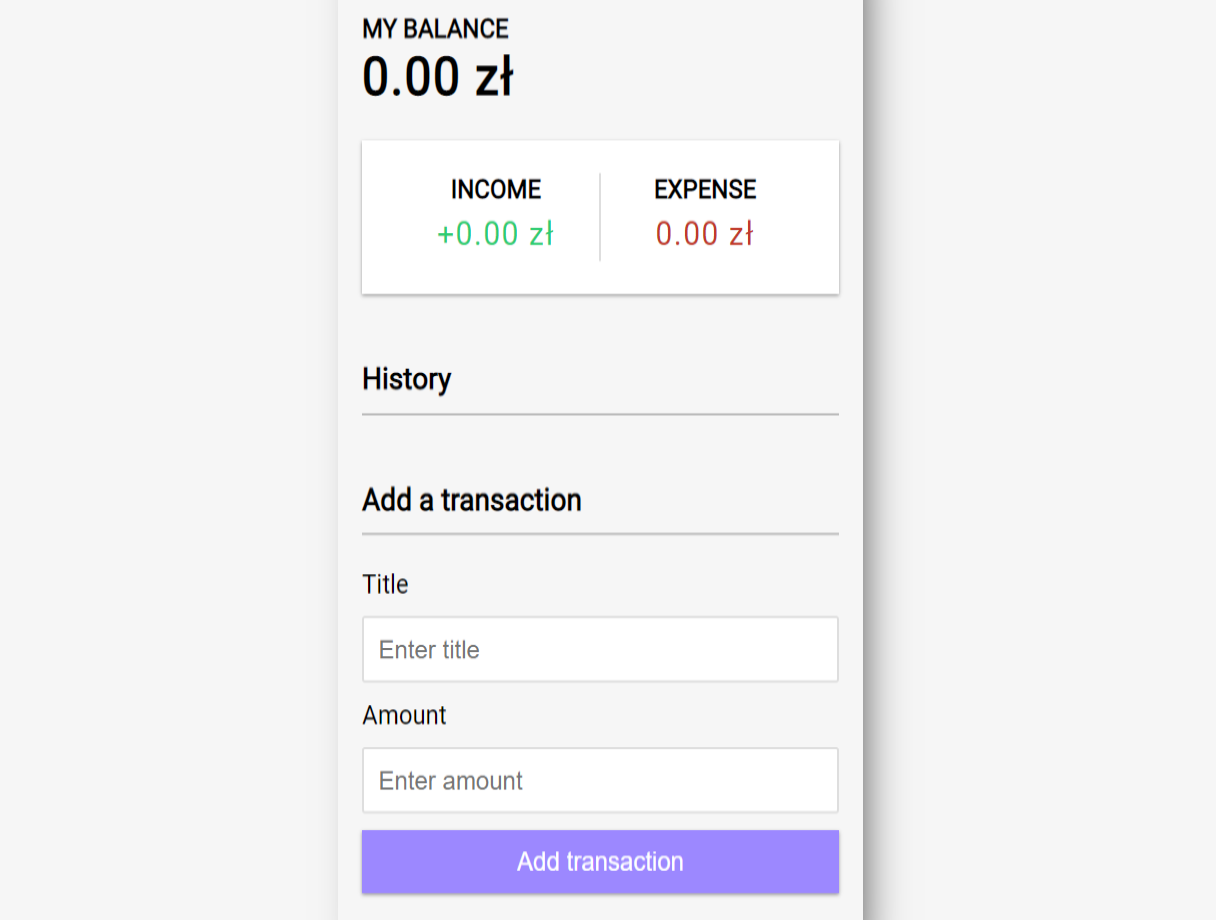 MY BALANCE
0.00 zł
INCOME
+0.00 zł
EXPENSE
0.00 zł
History
Add a transaction
Title
Enter title
Amount
Enter amount
Add transaction